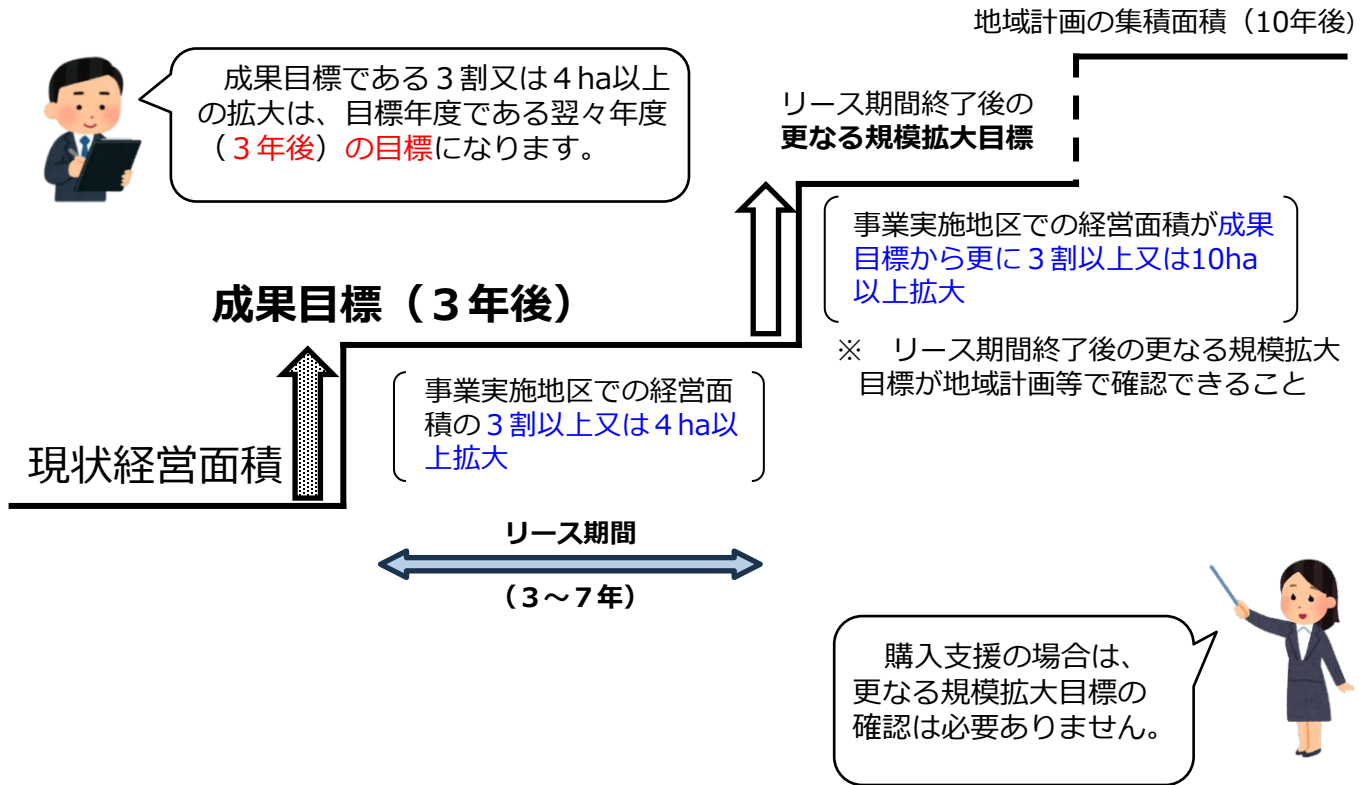 地域計画の集積面積（10年後）
成果目標である３割又は４ha以上
の拡大は、目標年度である翌々年度
（３年後）の目標になります。
リース期間終了後の
更なる規模拡大目標
事業実施地区での経営面積が成果
目標から更に３割以上又は10ha
以上拡大
※　リース期間終了後の更なる規模拡大
目標が地域計画等で確認できること
成果目標（３年後）
事業実施地区での経営面
積の３割以上又は４ha以
上拡大
現状経営面積
リース期間
（３～７年）
購入支援の場合は、
更なる規模拡大目標の
確認は必要ありません。